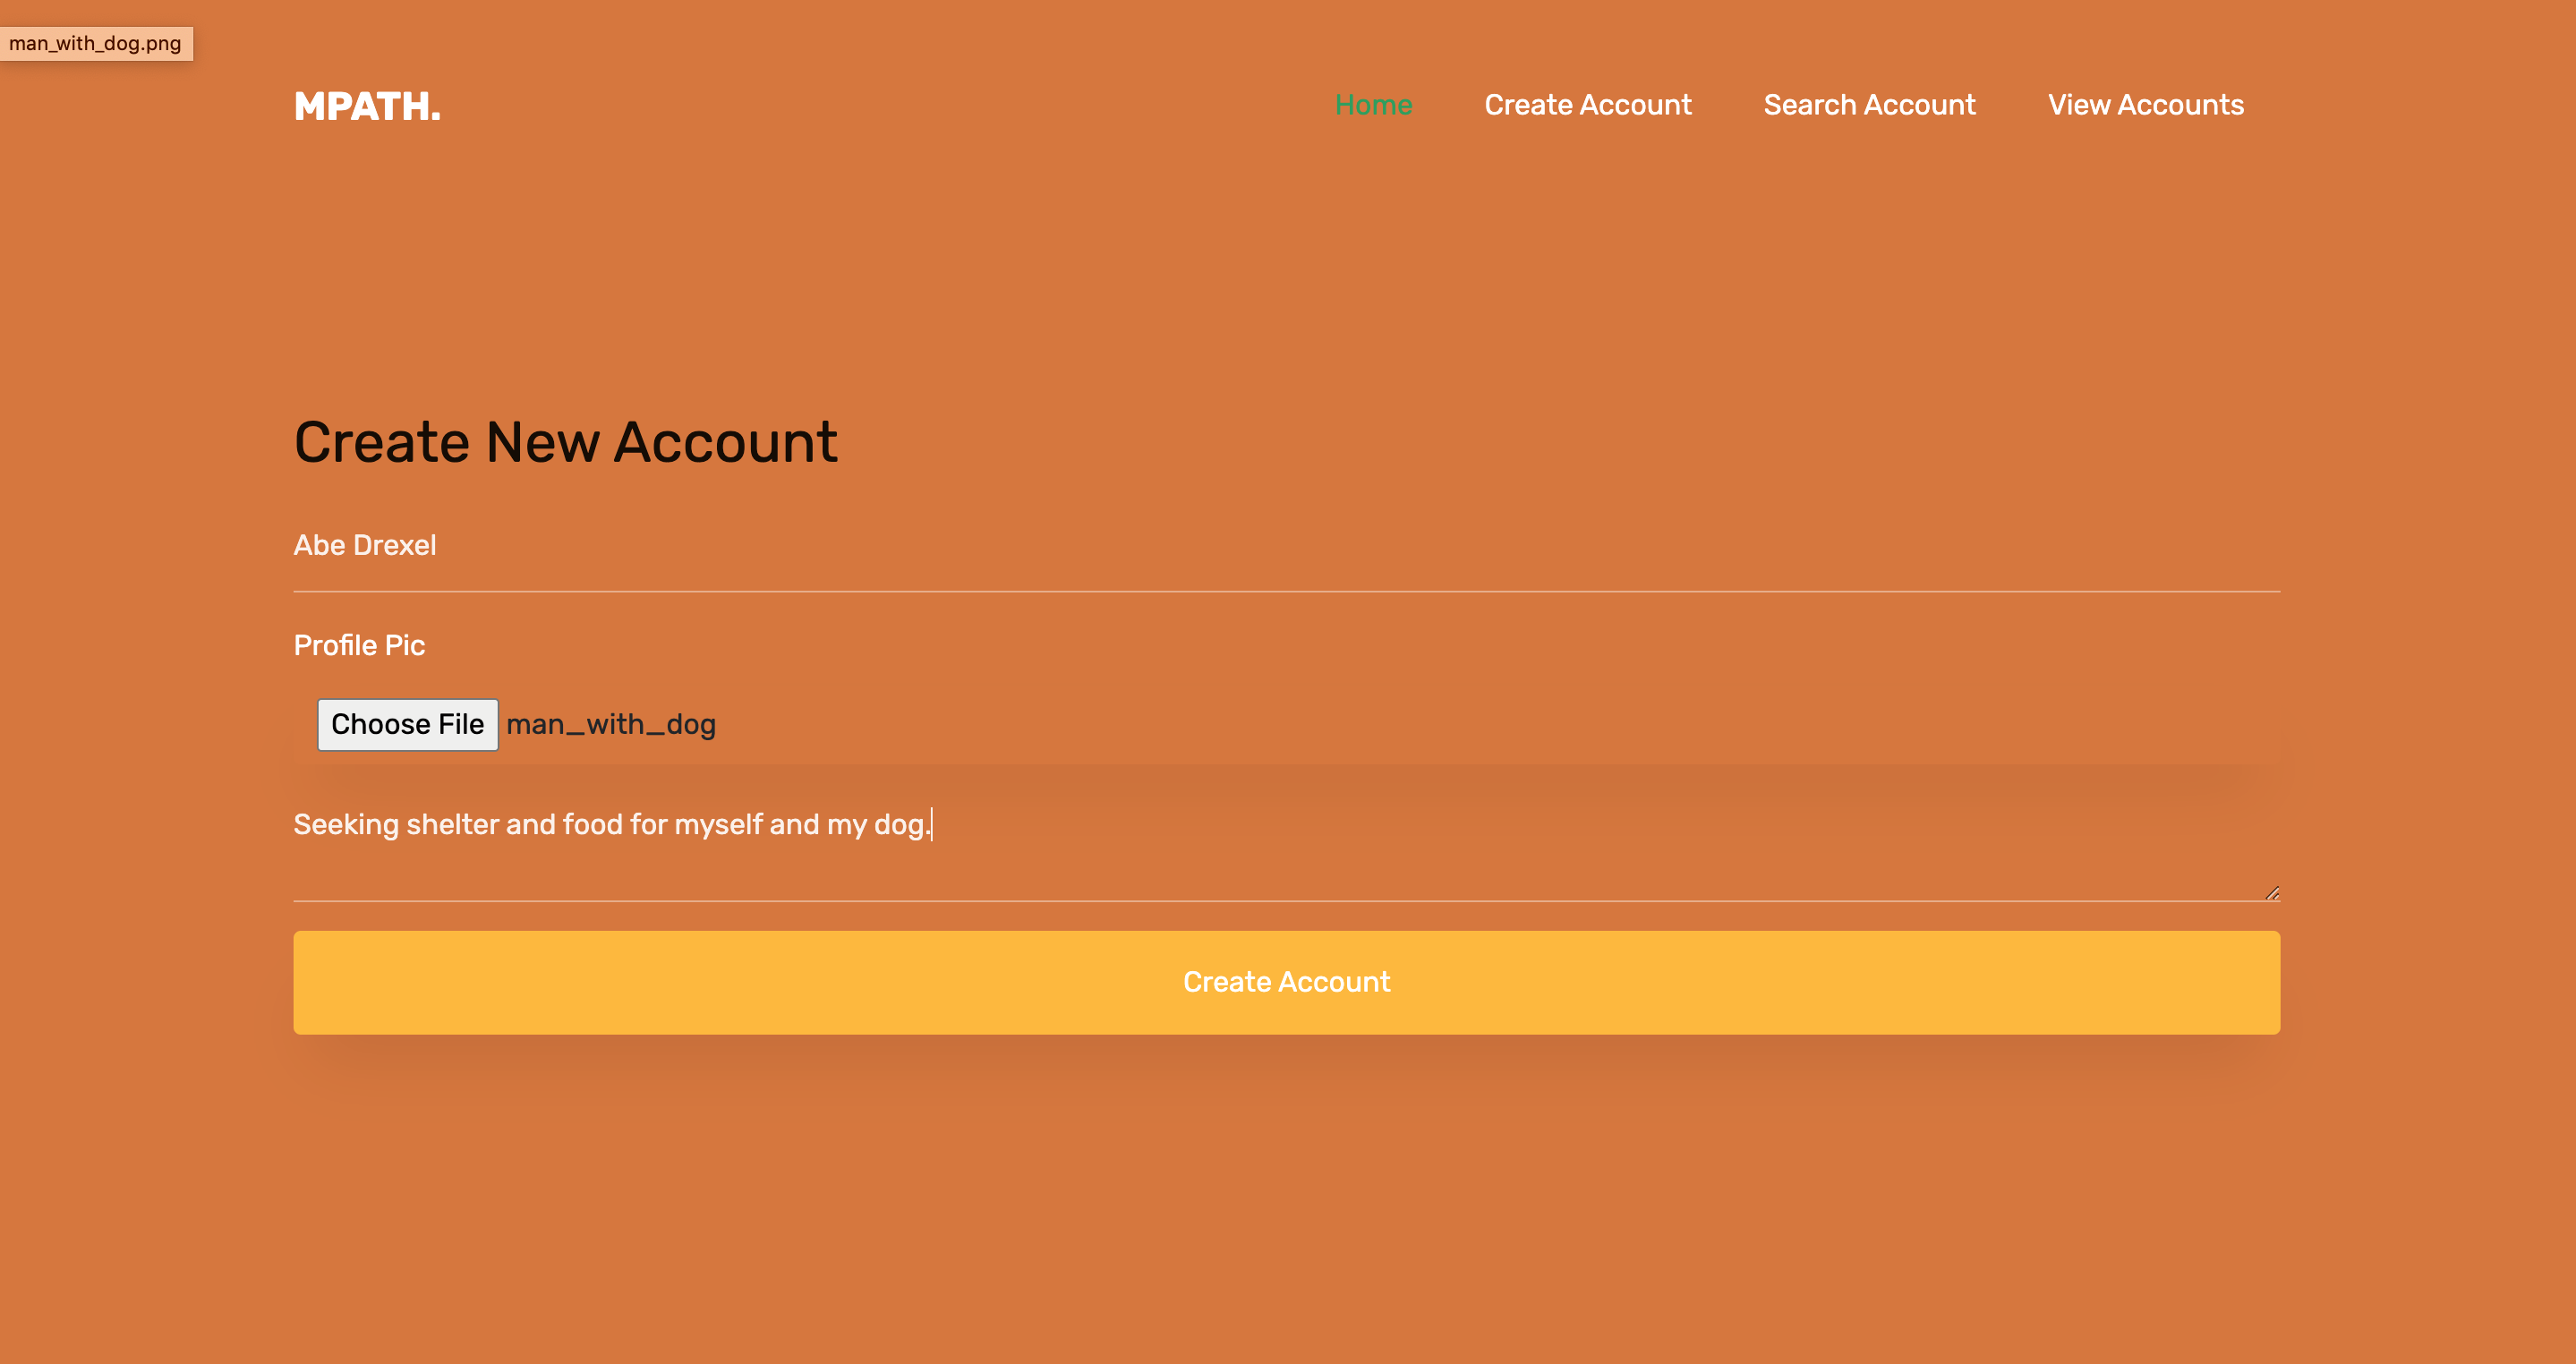 man_with_dog.png
MPATH.
Home Create Account Search Account View Accounts
Create New Account
Abe Drexel
Profile Pic
Choose File man_with_dog
Seeking shelter and food for myself and my dog.
Create Account